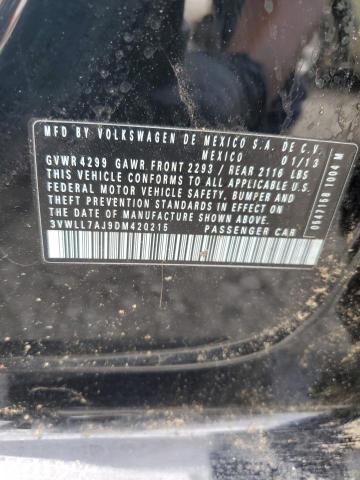 MFD BY VOLKSWAGEN DE MEXICO S.A. DE C.V.
MEXICO 01/13
GVWR4299 GAWR FRONT 2293 / REAR 2116 LBS
THIS VEHICLE CONFORMS TO ALL APPLICABLE U.S.
FEDERAL MOTOR VEHICLE SAFETY, BUMPER AND
THEFT PREVENTION STANDARDS IN EFFECT ON THE
DATE OF MANUFACTURE SHOWN ABOVE.
3VWLL7AJ9DM420215 PASSENGER CAR
1004 M